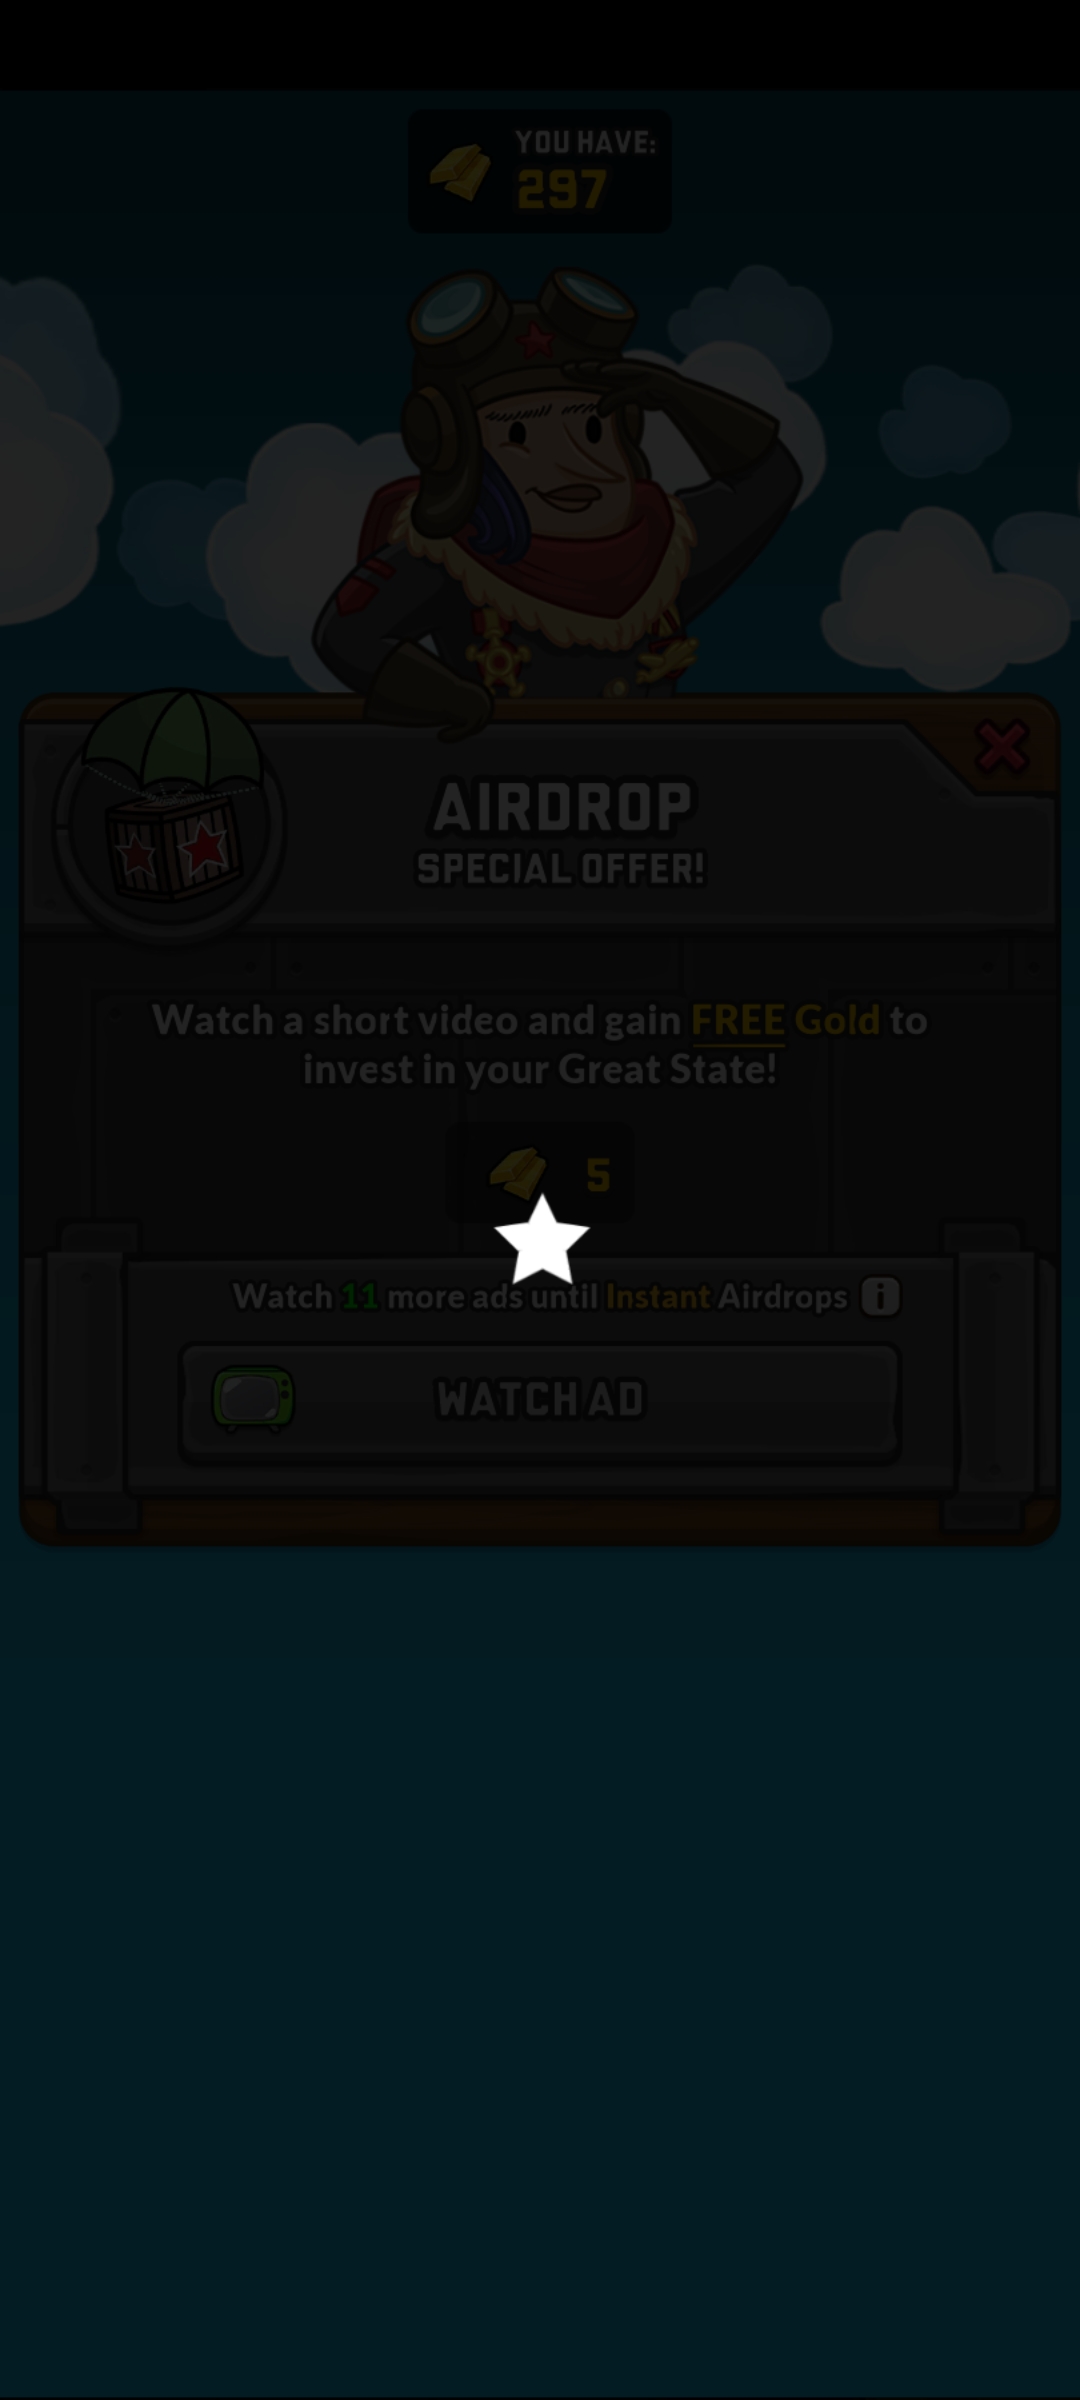 YOU HAVE:
297
AIRDROP
SPECIAL OFFER!
Watch a short video and gain FREE Gold to
invest in your Great State!
5
Watch 11 more ads until Instant Airdrops i
WATCH AD